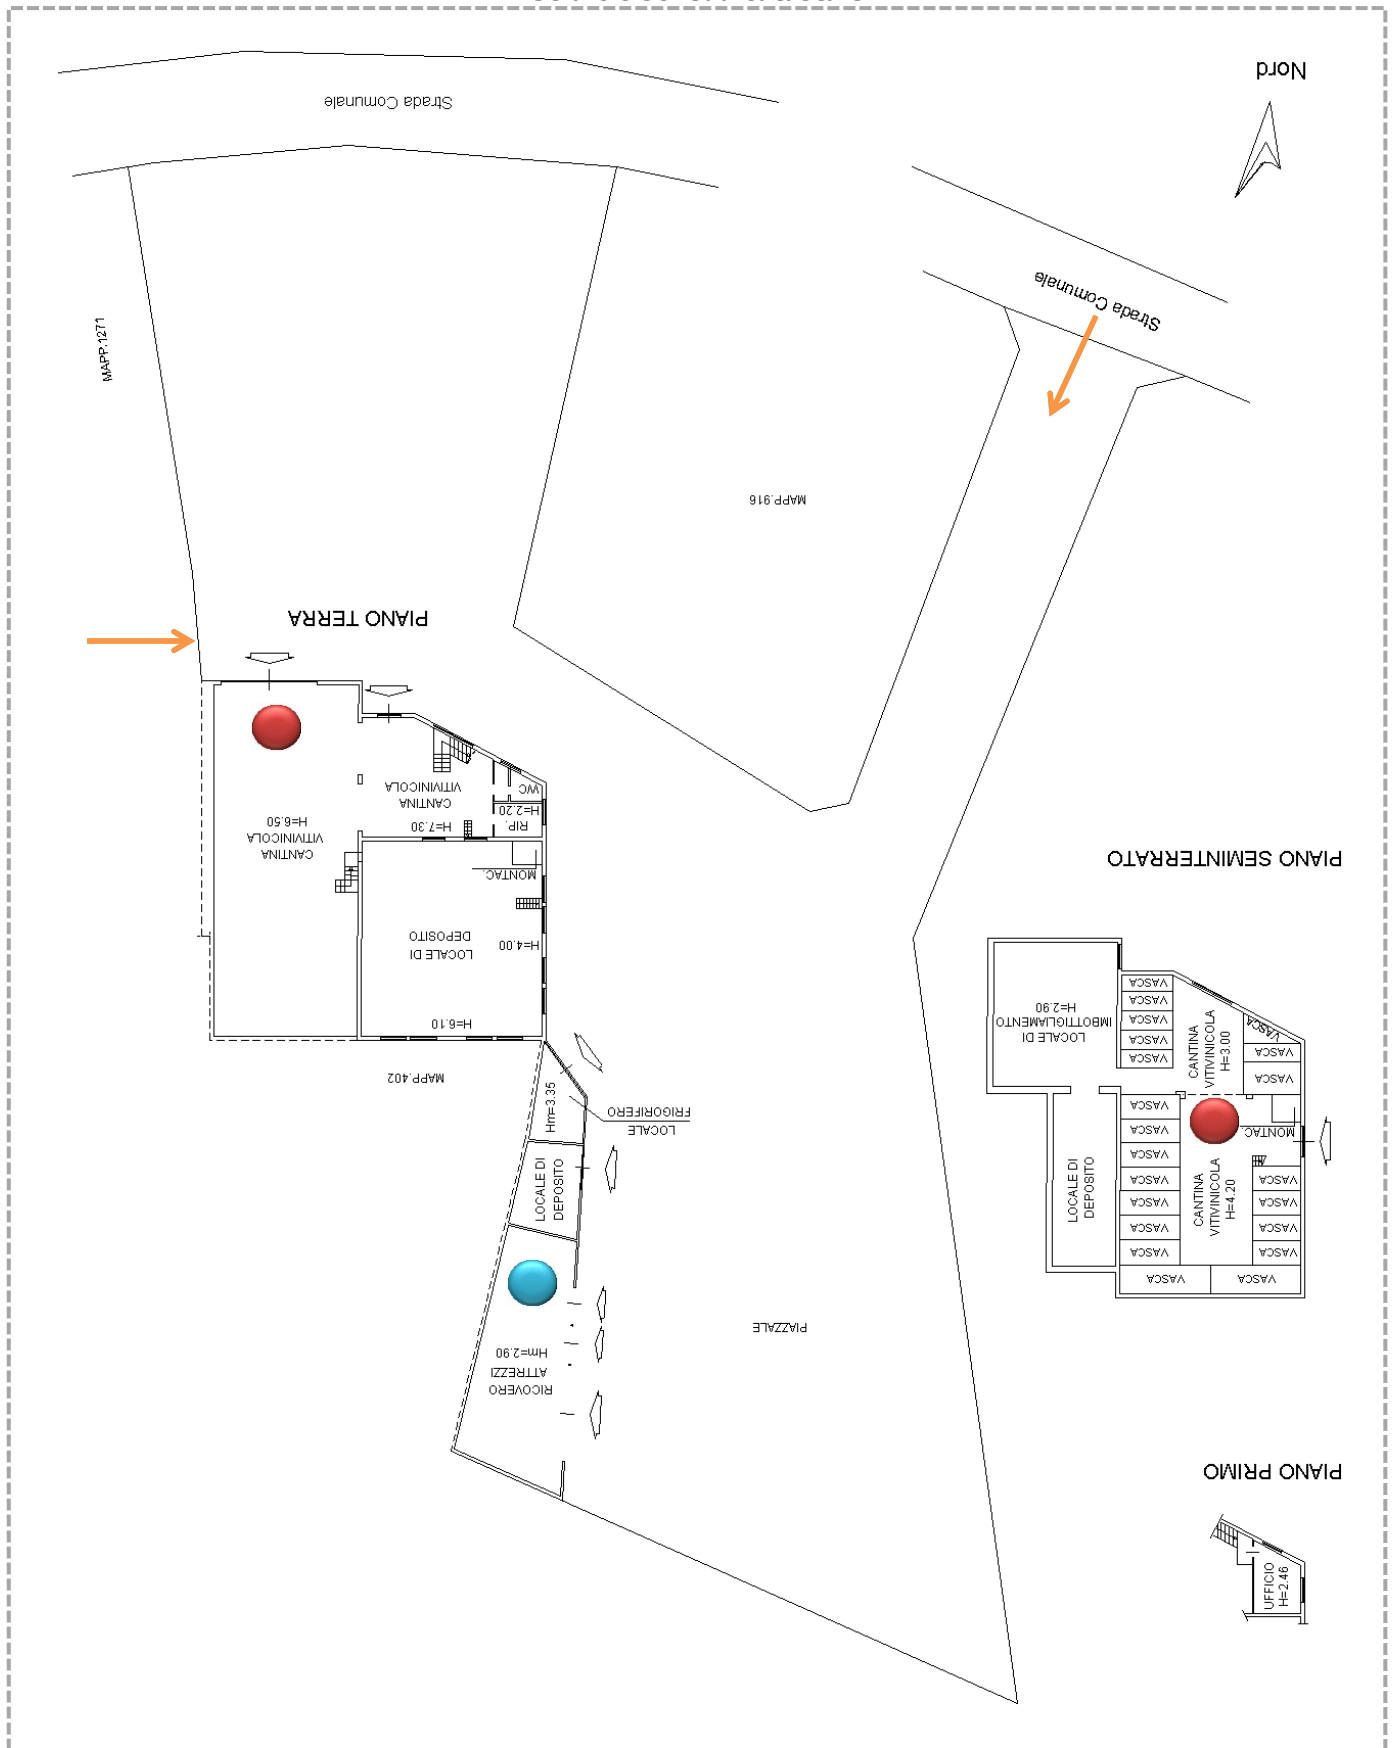 Nord
Strada Comunale
Strada Comunale
MAPP.1271
MAPP.916
PIANO TERRA
CANTINA
VITIVINICOLA
H=6.50
CANTINA
VITIVINICOLA
H=7.30
WC
H=2.20
RIP.
MONTAC.
LOCALE DI
DEPOSITO
H=4.00
H=6.10
MAPP.402
Hm=3.35
LOCALE
FRIGORIFERO
LOCALE DI
DEPOSITO
RICOVERO
ATTREZZI
Hm=2.90
PIAZZALE
PIANO SEMINTERRATO
LOCALE DI
IMBOTTIGLIAMENTO
H=2.90
VASCA
VASCA
VASCA
VASCA
VASCA
CANTINA
VITIVINICOLA
H=3.00
VASCA
VASCA
VASCA
MONTAC.
LOCALE DI
DEPOSITO
VASCA
VASCA
VASCA
VASCA
VASCA
VASCA
VASCA
CANTINA
VITIVINICOLA
H=4.20
VASCA
VASCA
VASCA
VASCA
VASCA
VASCA
PIANO PRIMO
UFFICIO
H=2.46